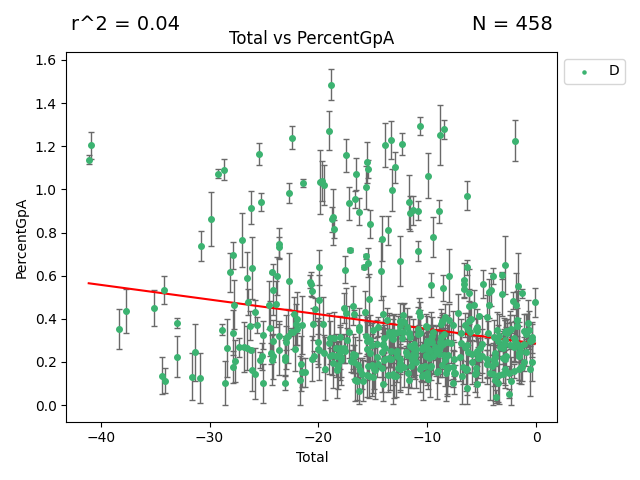 r^2 = 0.04
N = 458
Total vs PercentGpA
D
PercentGpA
1.6
1.4
1.2
1.0
0.8
0.6
0.4
0.2
0.0
−40
−30
−20
−10
0
Total